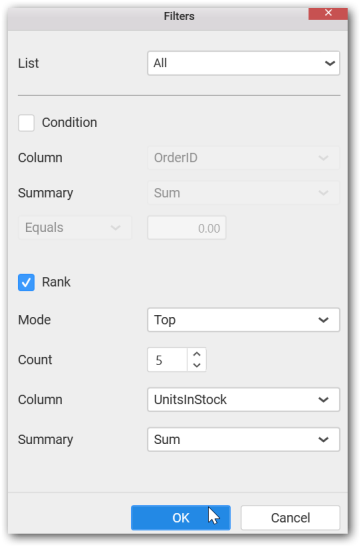 Filters
List All
Condition
Column OrderID
Summary Sum
Equals 0.00
Rank
Mode Top
Count 5
Column UnitsInStock
Summary Sum
OK Cancel